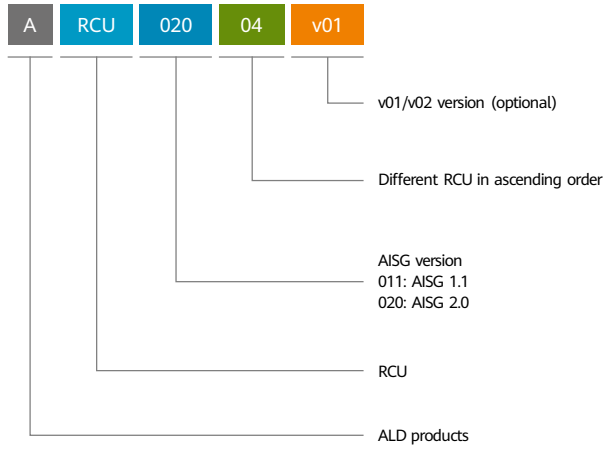 A RCU 020 04 v01
v01/v02 version (optional)
Different RCU in ascending order
AISG version
011: AISG 1.1
020: AISG 2.0
RCU
ALD products